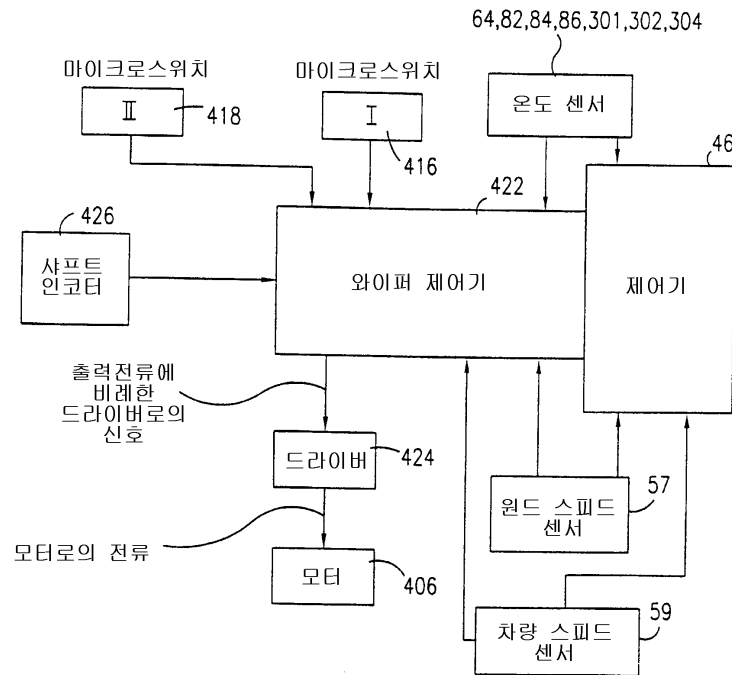 64,82,84,86,301,302,304
마이크로스위치
마이크로스위치
II
418
I
416
온도 센서
46
422
426
샤프트
인코터
와이퍼 제어기
제어기
출력전류에
비례한
드라이버로의
신호
드라이버
424
57
원드 스피드
센서
모터로의 전류
모터
406
59
차량 스피드
센서